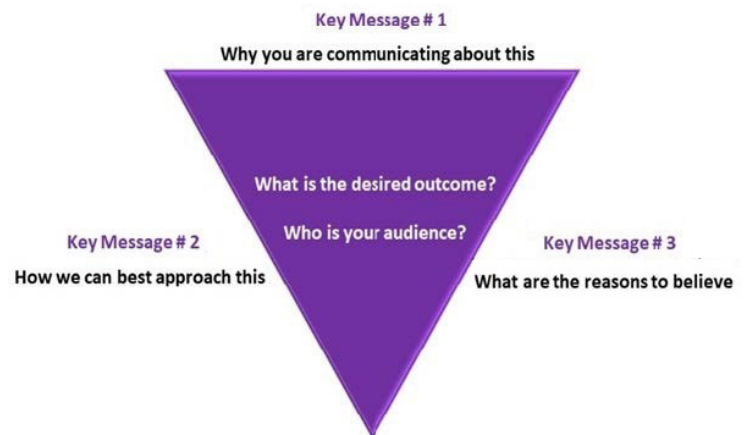 Key Message # 1
Why you are communicating about this
What is the desired outcome?
Who is your audience?
Key Message # 2
How we can best approach this
Key Message # 3
What are the reasons to believe